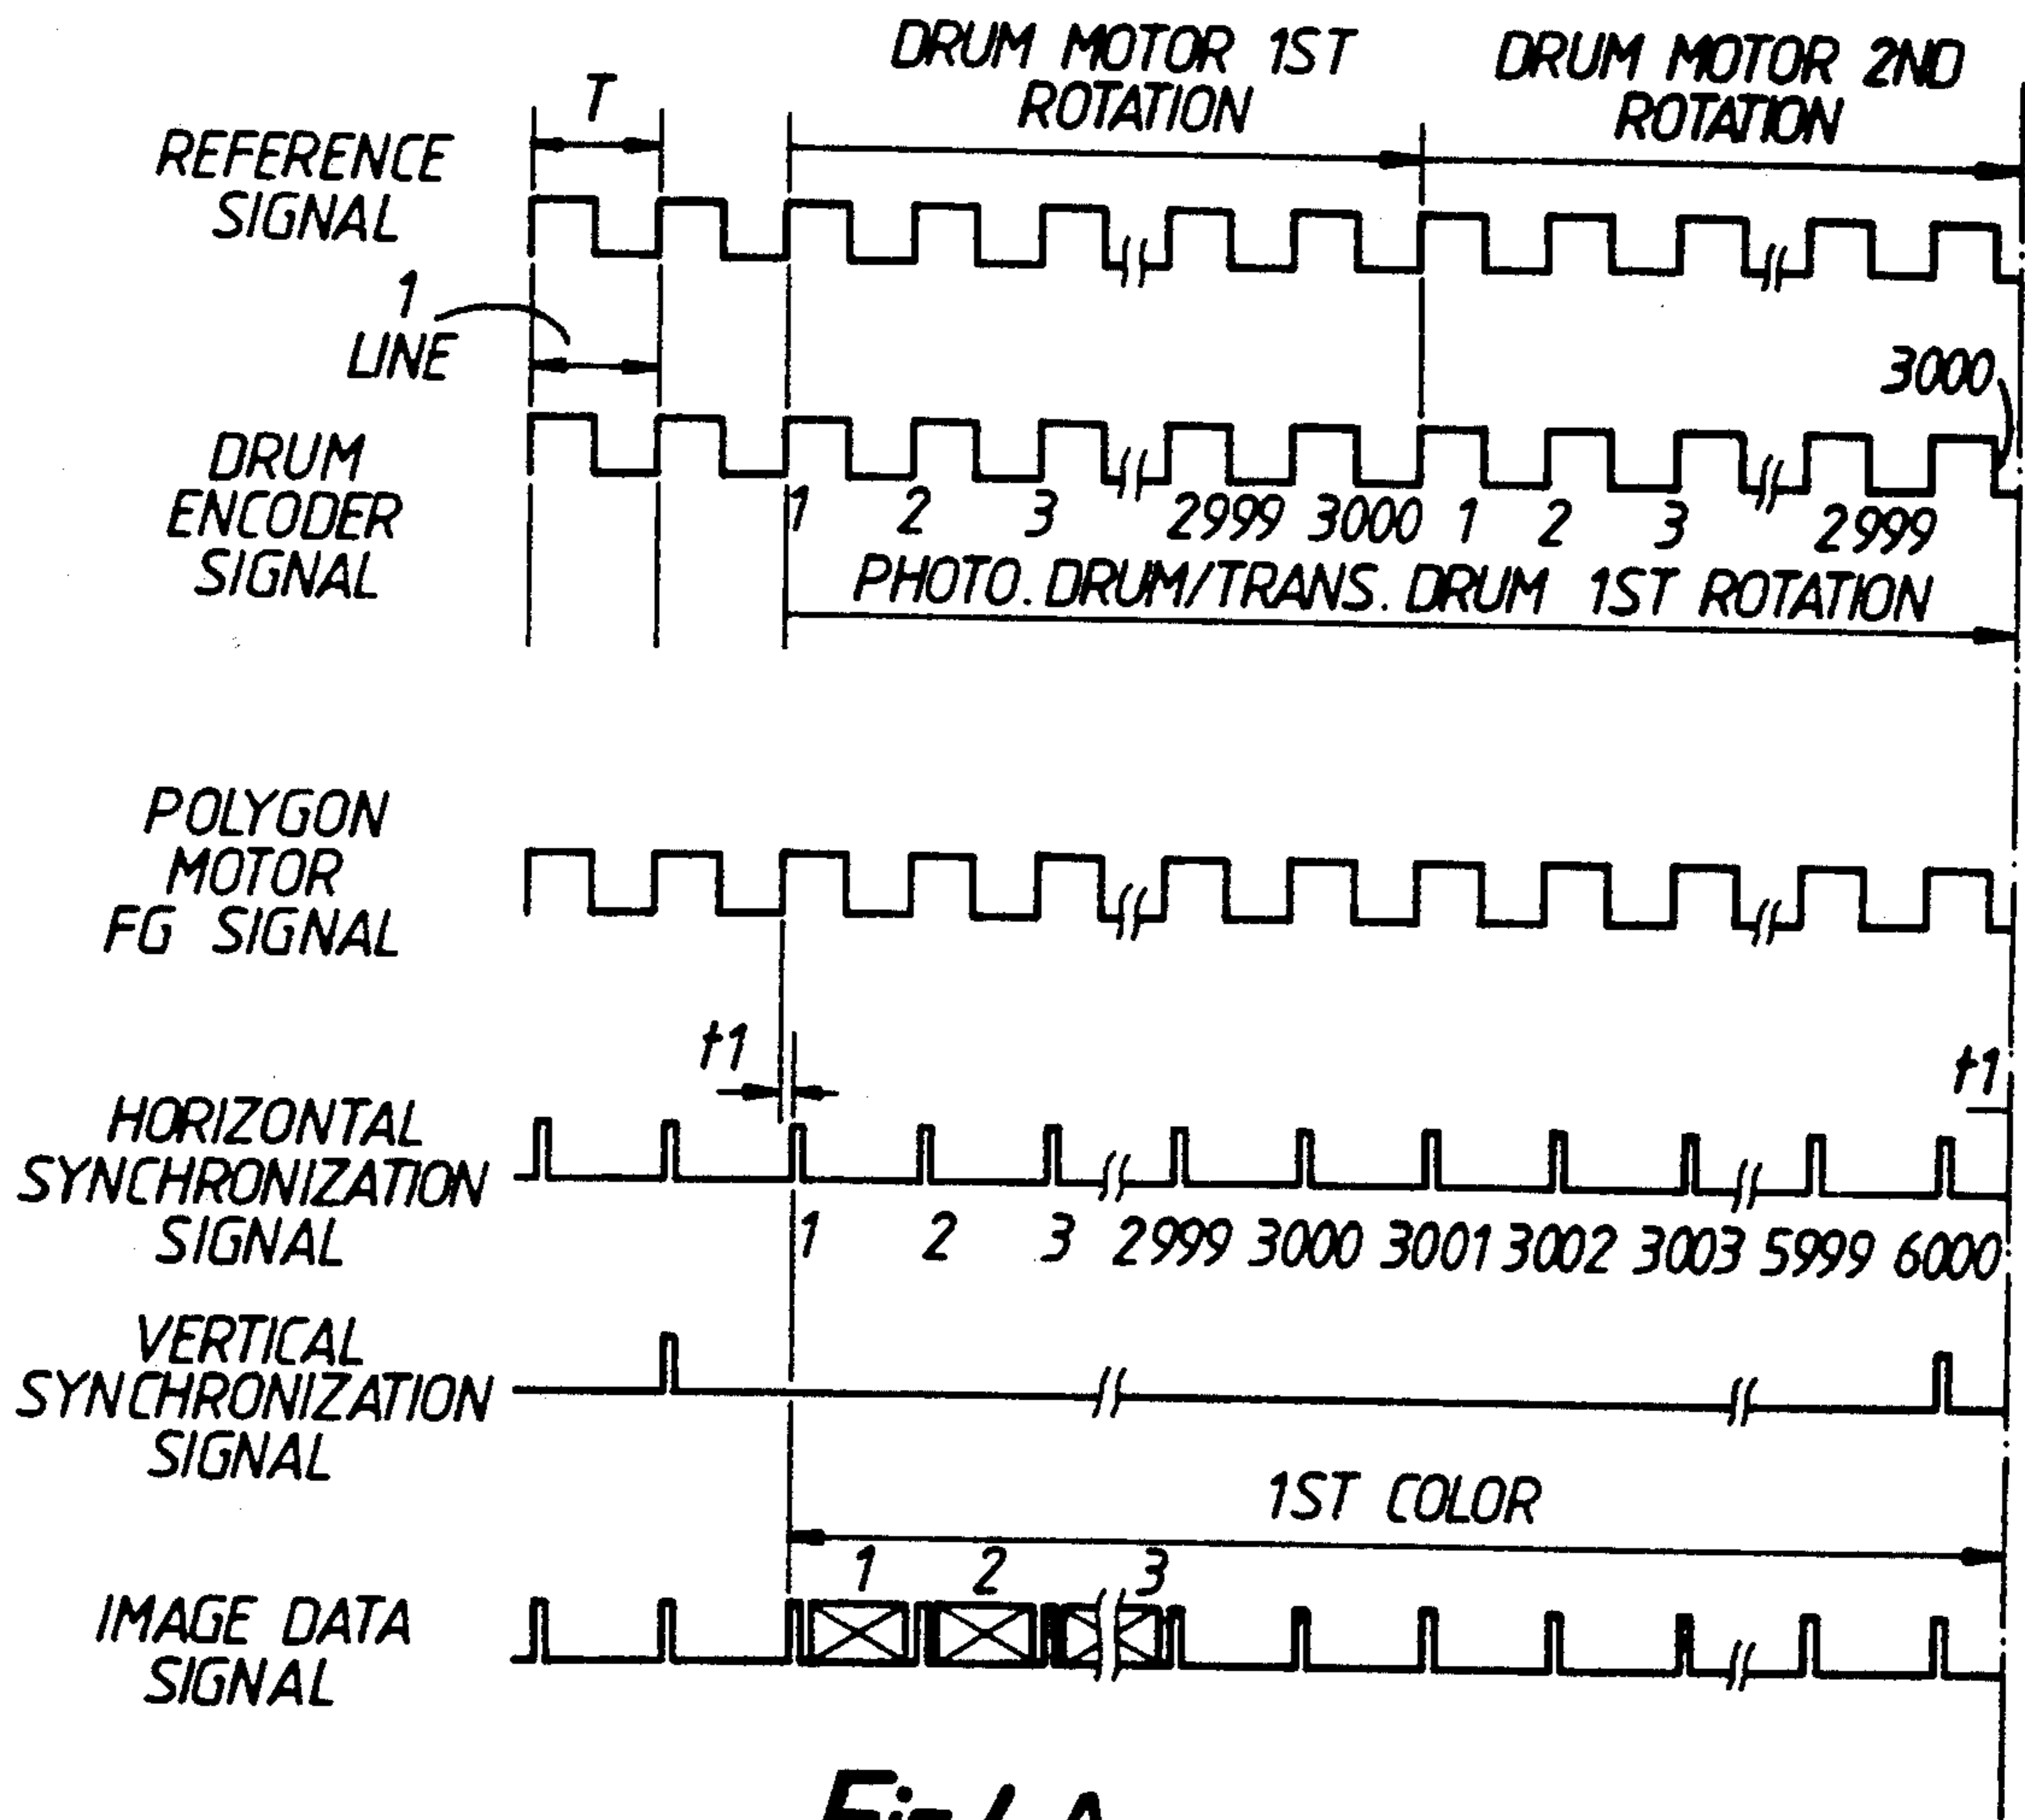 DRUM MOTOR 1ST
ROTATION
DRUM MOTOR 2ND
ROTATION
T
REFERENCE
SIGNAL
1
LINE
3000
DRUM
ENCODER
SIGNAL
1 2 3 2999 3000 1 2 3 2999
PHOTO. DRUM/TRANS. DRUM 1ST ROTATION
POLYGON
MOTOR
FG SIGNAL
t1
t1
HORIZONTAL
SYNCHRONIZATION
SIGNAL
1 2 3 2999 3000 3001 3002 3003 5999 6000
VERTICAL
SYNCHRONIZATION
SIGNAL
1ST COLOR
1 2 3
IMAGE DATA
SIGNAL